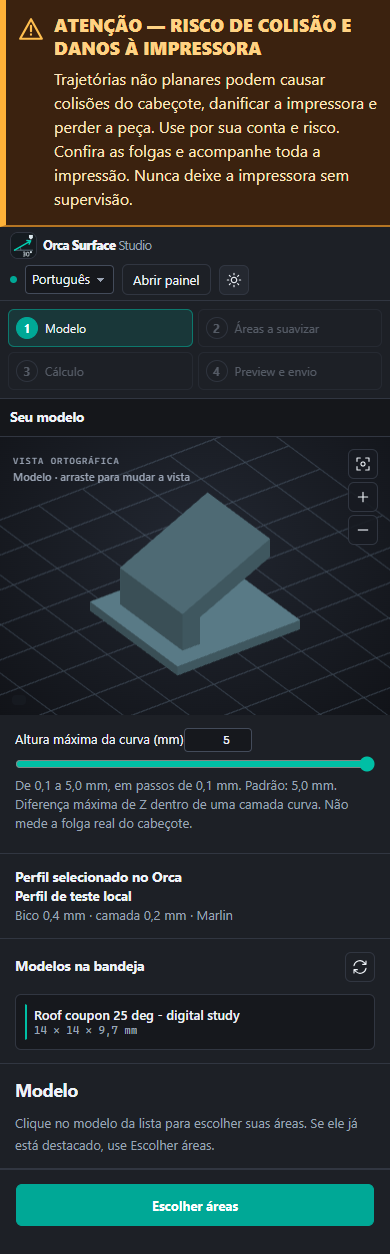 ATENÇÃO — RISCO DE COLISÃO E
DANOS À IMPRESSORA
Trajetórias não planares podem causar
colisões do cabeçote, danificar a impressora e
perder a peça. Use por sua conta e risco.
Confira as folgas e acompanhe toda a
impressão. Nunca deixe a impressora sem
supervisão.
Orca Surface Studio
Português
Abrir painel
1 Modelo
2 Áreas a suavizar
3 Cálculo
4 Preview e envio
Seu modelo
VISTA ORTOGRÁFICA
Modelo · arraste para mudar a vista
Altura máxima da curva (mm) 5
De 0,1 a 5,0 mm, em passos de 0,1 mm. Padrão: 5,0 mm.
Diferença máxima de Z dentro de uma camada curva. Não
mede a folga real do cabeçote.
Perfil selecionado no Orca
Perfil de teste local
Bico 0,4 mm · camada 0,2 mm · Marlin
Modelos na bandeja
Roof coupon 25 deg - digital study
14 × 14 × 9,7 mm
Modelo
Clique no modelo da lista para escolher suas áreas. Se ele já
está destacado, use Escolher áreas.
Escolher áreas